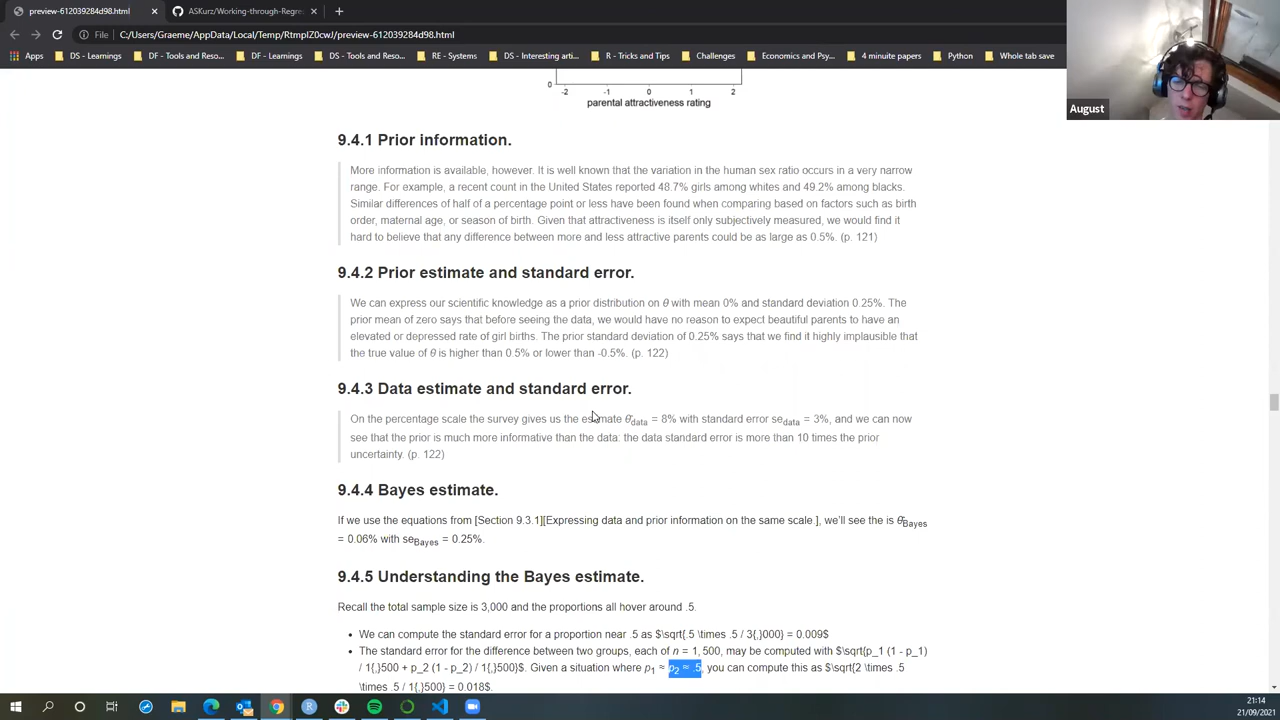 preview-612039284d98.html
ASKurz/Working-through-Regre
File
C:/Users/Graeme/AppData/Local/Temp/RtmpIZ0cwJ/preview-612039284d98.html
Apps
DS - Learnings
DF - Tools and Reso...
DF - Learnings
DS - Tools and Reso...
RE - Systems
DS - Interesting arti...
R - Tricks and Tips
Challenges
Economics and Psy...
4 minuite papers
Python
Whole tab save
August
0
-2 -1 0 1 2
parental attractiveness rating
9.4.1 Prior information.
More information is available, however. It is well known that the variation in the human sex ratio occurs in a very narrow
range. For example, a recent count in the United States reported 48.7% girls among whites and 49.2% among blacks.
Similar differences of half of a percentage point or less have been found when comparing based on factors such as birth
order, maternal age, or season of birth. Given that attractiveness is itself only subjectively measured, we would find it
hard to believe that any difference between more and less attractive parents could be as large as 0.5%. (p. 121)
9.4.2 Prior estimate and standard error.
We can express our scientific knowledge as a prior distribution on θ with mean 0% and standard deviation 0.25%. The
prior mean of zero says that before seeing the data, we would have no reason to expect beautiful parents to have an
elevated or depressed rate of girl births. The prior standard deviation of 0.25% says that we find it highly implausible that
the true value of θ is higher than 0.5% or lower than -0.5%. (p. 122)
9.4.3 Data estimate and standard error.
On the percentage scale the survey gives us the estimate θ̂data = 8% with standard error sedata = 3%, and we can now
see that the prior is much more informative than the data: the data standard error is more than 10 times the prior
uncertainty. (p. 122)
9.4.4 Bayes estimate.
If we use the equations from [Section 9.3.1][Expressing data and prior information on the same scale.], we'll see the is θ̂Bayes
= 0.06% with seBayes = 0.25%.
9.4.5 Understanding the Bayes estimate.
Recall the total sample size is 3,000 and the proportions all hover around .5.
• We can compute the standard error for a proportion near .5 as $\sqrt{.5 \times .5 / 3{,}000} = 0.009$
• The standard error for the difference between two groups, each of n = 1,500, may be computed with $\sqrt{p_1 (1 - p_1)
/ 1{,}500 + p_2 (1 - p_2) / 1{,}500}$. Given a situation where p1 ≈ p2 ≈ .5, you can compute this as $\sqrt{2 \times .5
\times .5 / 1{,}500} = 0.018$.
21:14
21/09/2021